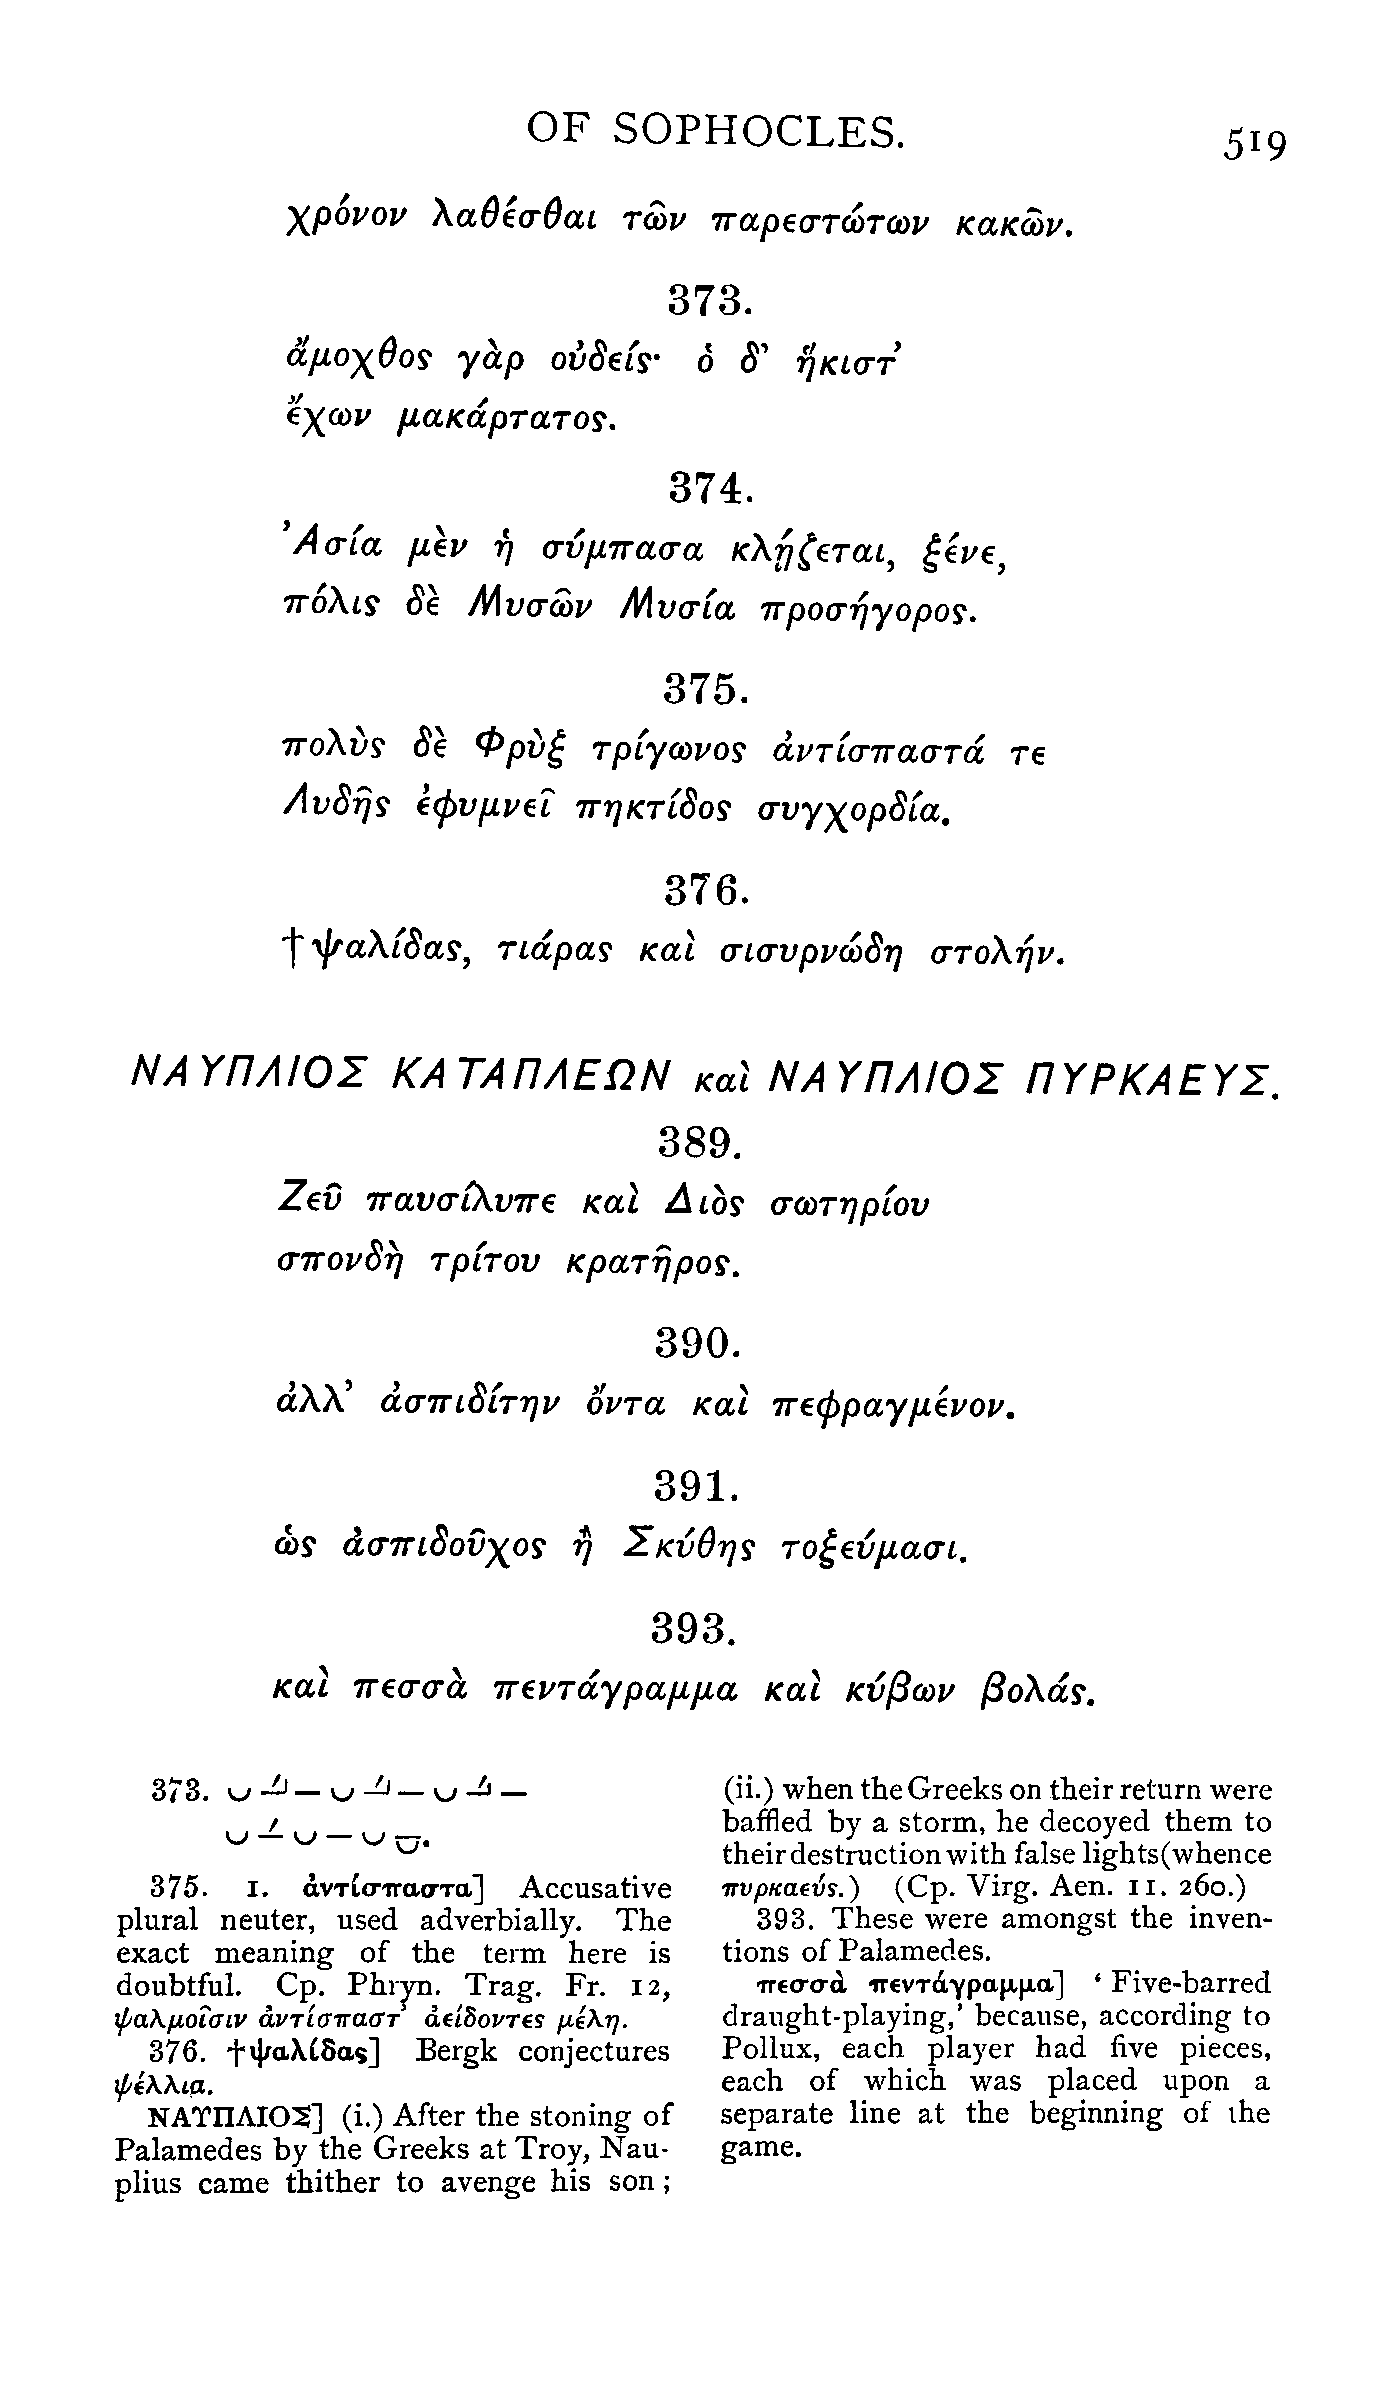 OF SOPHOCLES.
519
χρόνον λαθέσθαι τῶν παρεστώτων κακῶν.
373.
ἄμοχθος γὰρ οὐδείς· ὁ δ’ ἥκιστ’
ἔχων μακάρτατος.
374.
Ἀσία μὲν ἡ σύμπασα κλῄζεται, ξένε,
πόλις δὲ Μυσῶν Μυσία προσήγορος.
375.
πολὺς δὲ Φρὺξ τρίγωνος ἀντίσπαστά τε
Λυδῆς ἐφυμνεῖ πηκτίδος συγχορδία.
376.
†ψαλίδας, τιάρας καὶ σισυρνώδη στολήν.
ΝΑΥΠΛΙΟΣ ΚΑΤΑΠΛΕΩΝ καὶ ΝΑΥΠΛΙΟΣ ΠΥΡΚΑΕΥΣ.
389.
Ζεῦ παυσίλυπε καὶ Διὸς σωτηρίου
σπονδὴ τρίτου κρατῆρος.
390.
ἀλλ’ ἀσπιδίτην ὄντα καὶ πεφραγμένον.
391.
ὡς ἀσπιδοῦχος ἢ Σκύθης τοξεύμασι.
393.
καὶ πεσσὰ πεντάγραμμα καὶ κύβων βολάς.
373.
375. 1. ἀντίσπαστα] Accusative
plural neuter, used adverbially. The
exact meaning of the term here is
doubtful. Cp. Phryn. Trag. Fr. 12,
ψαλμοῖσιν ἀντίσπαστ’ ἀείδοντες μέλη.
376. †ψαλίδας] Bergk conjectures
ψέλλια.
ΝΑΥΠΛΙΟΣ] (i.) After the stoning of
Palamedes by the Greeks at Troy, Nau-
plius came thither to avenge his son;
(ii.) when the Greeks on their return were
baffled by a storm, he decoyed them to
their destruction with false lights (whence
πυρκαεύς.) (Cp. Virg. Aen. 11. 260.)
393. These were amongst the inven-
tions of Palamedes.
πεσσὰ πεντάγραμμα] ‘Five-barred
draught-playing,’ because, according to
Pollux, each player had five pieces,
each of which was placed upon a
separate line at the beginning of the
game.